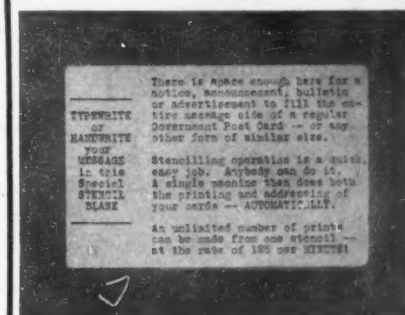 TYPEWRITE
or
HANDWRITE
your
MESSAGE
in this
Special
STENCIL
BLANK
There is space enough here for a
notice, announcement, bulletin
or advertisement to fill the en-
tire message side of a regular
Government Post Card -- or any
other form of similar size.
Stencilling operation is a quick,
easy job. Anybody can do it.
A single machine then does both
the printing and addressing of
your cards -- AUTOMATICALLY.
An unlimited number of prints
can be made from one stencil --
at the rate of 125 per MINUTE!